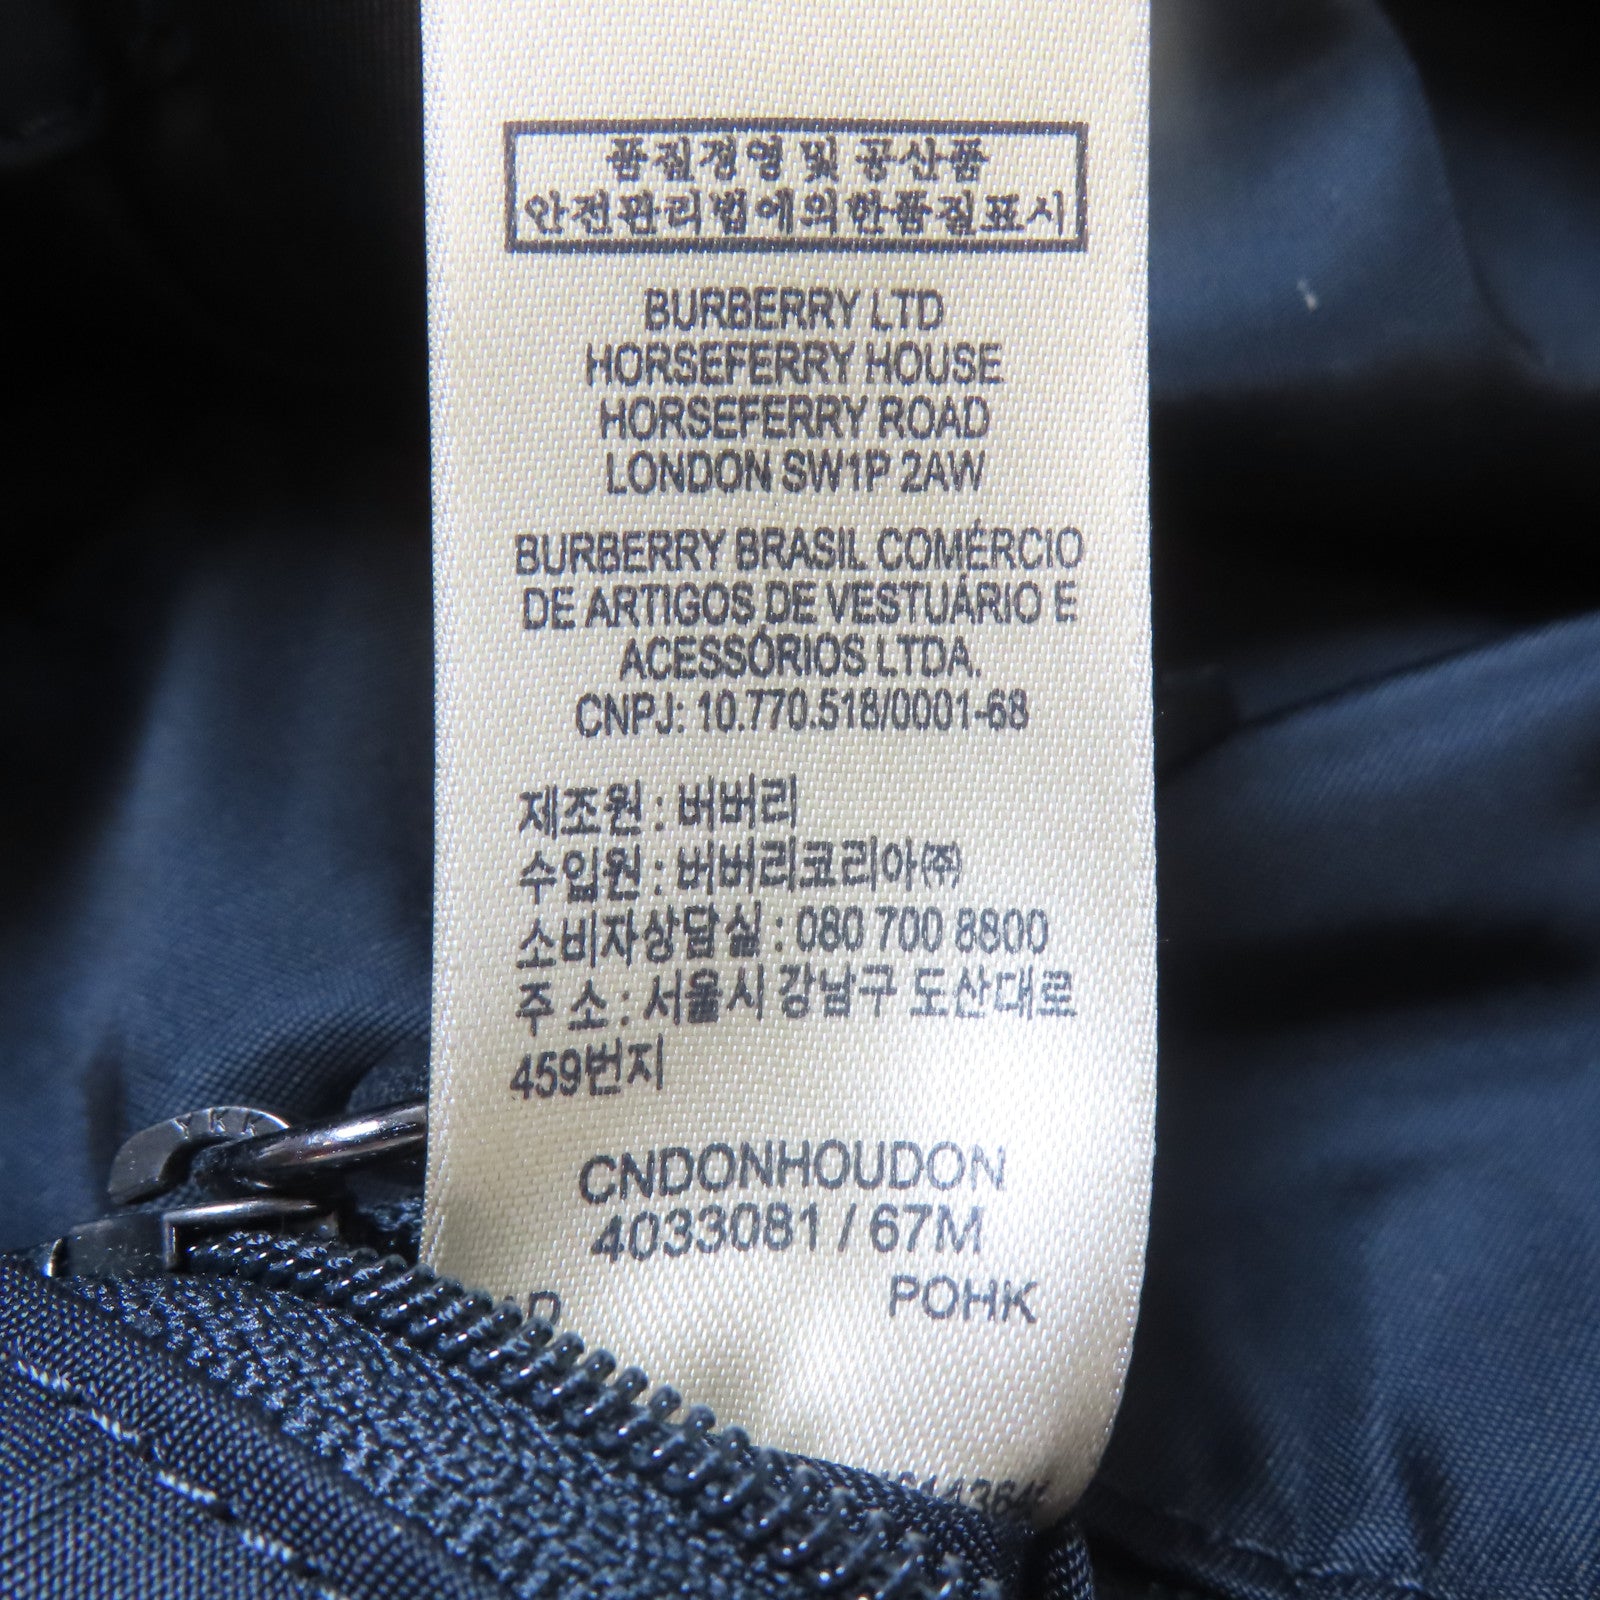 품질경영 및 공산품
안전관리법에의한품질표시
BURBERRY LTD
HORSEFERRY HOUSE
HORSEFERRY ROAD
LONDON SW1P 2AW
BURBERRY BRASIL COMÉRCIO
DE ARTIGOS DE VESTUÁRIO E
ACESSÓRIOS LTDA.
CNPJ: 10.770.518/0001-68
제조원 : 버버리
수입원 : 버버리코리아㈜
소비자상담실 : 080 700 8800
주 소 : 서울시 강남구 도산대로
459번지
YKK
CNDONHOUDON
4033081 / 67M
POHK